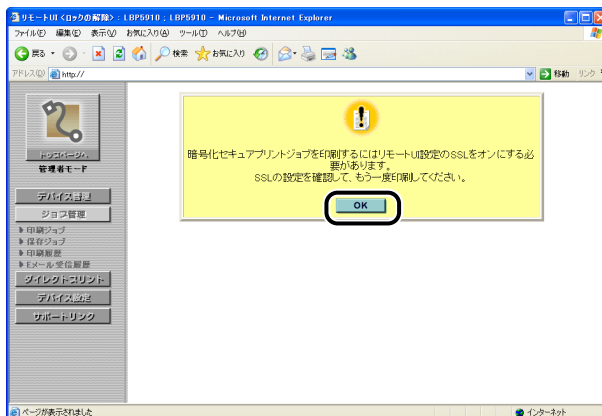 リモートUI <ロックの解除> : LBP5910 ; LBP5910 - Microsoft Internet Explorer
ファイル(F) 編集(E) 表示(V) お気に入り(A) ツール(T) ヘルプ(H)
戻る 検索 お気に入り
アドレス(D) http:// 移動 リンク
トップページへ
管理者モード
デバイス管理
ジョブ管理
印刷ジョブ
保存ジョブ
印刷履歴
Eメール受信履歴
ダイレクトプリント
デバイス設定
サポートリンク
暗号化セキュアプリントジョブを印刷するにはリモートUI設定のSSLをオンにする必
要があります。
SSLの設定を確認して、もう一度印刷してください。
OK
ページが表示されました インターネット